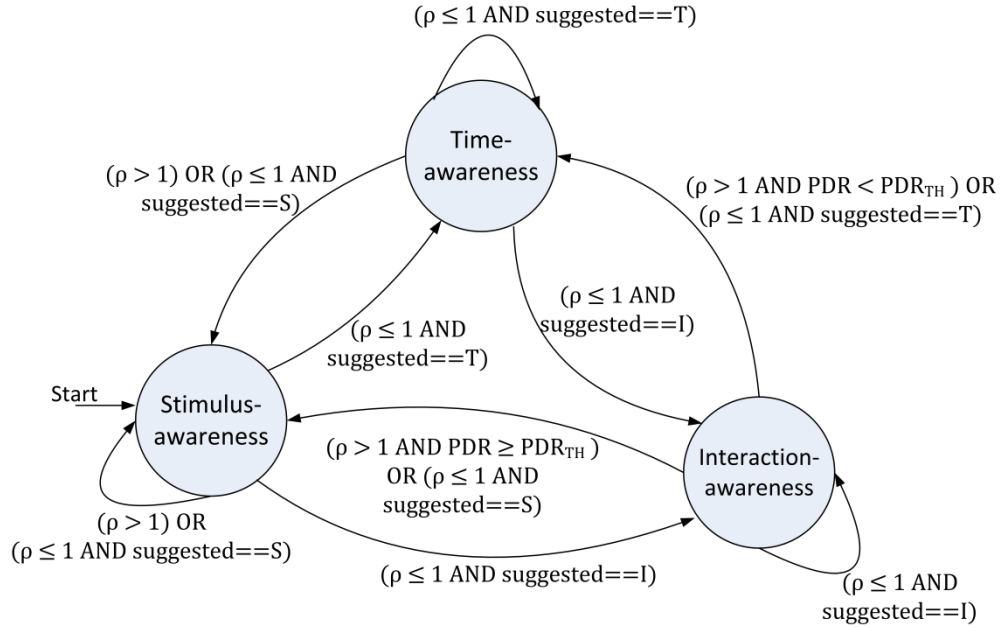 (ρ ≤ 1 AND suggested==T)
Time-
awareness
(ρ > 1) OR (ρ ≤ 1 AND
suggested==S)
(ρ > 1 AND PDR < PDR_TH ) OR
(ρ ≤ 1 AND suggested==T)
(ρ ≤ 1 AND
suggested==I)
(ρ ≤ 1 AND
suggested==T)
Start
Stimulus-
awareness
(ρ > 1 AND PDR ≥ PDR_TH )
OR (ρ ≤ 1 AND
suggested==S)
Interaction-
awareness
(ρ > 1) OR
(ρ ≤ 1 AND suggested==S)
(ρ ≤ 1 AND suggested==I)
(ρ ≤ 1 AND
suggested==I)